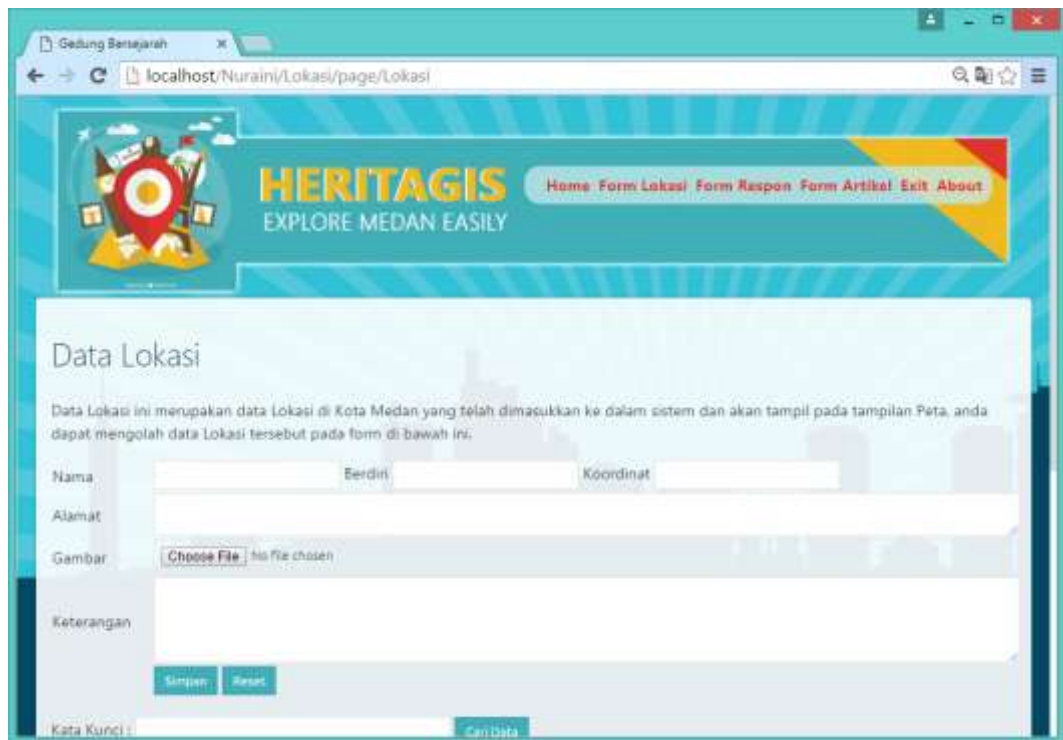 Gedung Bersejarah
localhost/Nuraini/Lokasi/page/Lokasi
HERITAGIS
EXPLORE MEDAN EASILY
Home Form Lokasi Form Respon Form Artikel Exit About
Data Lokasi
Data Lokasi ini merupakan data Lokasi di Kota Medan yang telah dimasukkan ke dalam sistem dan akan tampil pada tampilan Peta, anda
dapat mengolah data Lokasi tersebut pada form di bawah ini.
Nama Berdiri Koordinat
Alamat
Gambar Choose File No file chosen
Keterangan
Simpan Reset
Kata Kunci : Cari Data